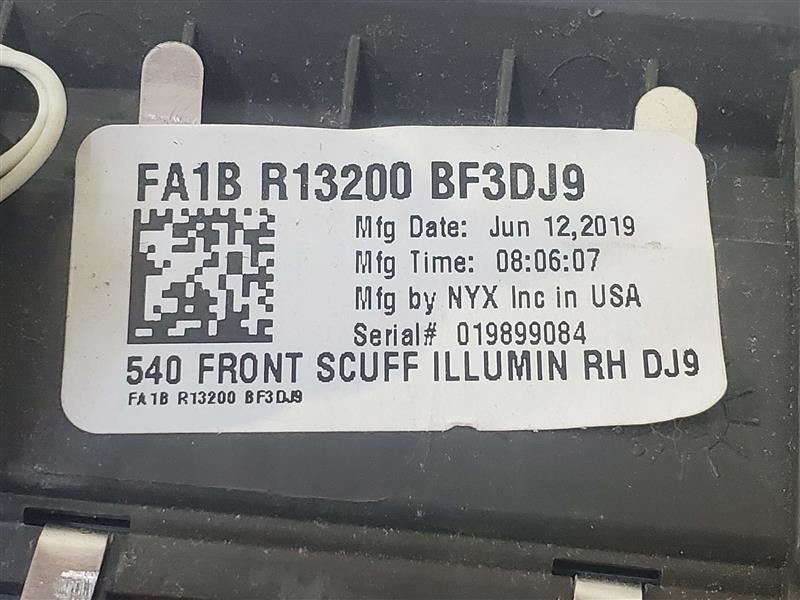 FA1B R13200 BF3DJ9
Mfg Date: Jun 12,2019
Mfg Time: 08:06:07
Mfg by NYX Inc in USA
Serial# 019899084
540 FRONT SCUFF ILLUMIN RH DJ9
FA1B R13200 BF3DJ9